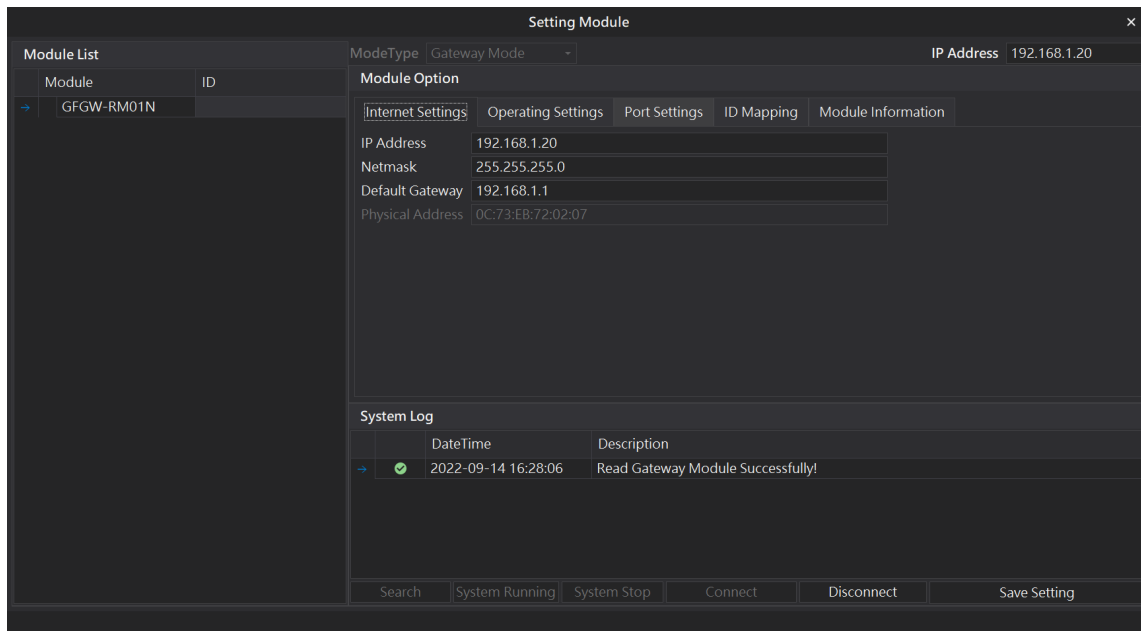 Setting Module ×
Module List
Module ID
GFGW-RM01N
ModeType Gateway Mode IP Address 192.168.1.20
Module Option
Internet Settings Operating Settings Port Settings ID Mapping Module Information
IP Address 192.168.1.20
Netmask 255.255.255.0
Default Gateway 192.168.1.1
Physical Address 0C:73:EB:72:02:07
System Log
DateTime Description
2022-09-14 16:28:06 Read Gateway Module Successfully!
Search System Running System Stop Connect Disconnect Save Setting